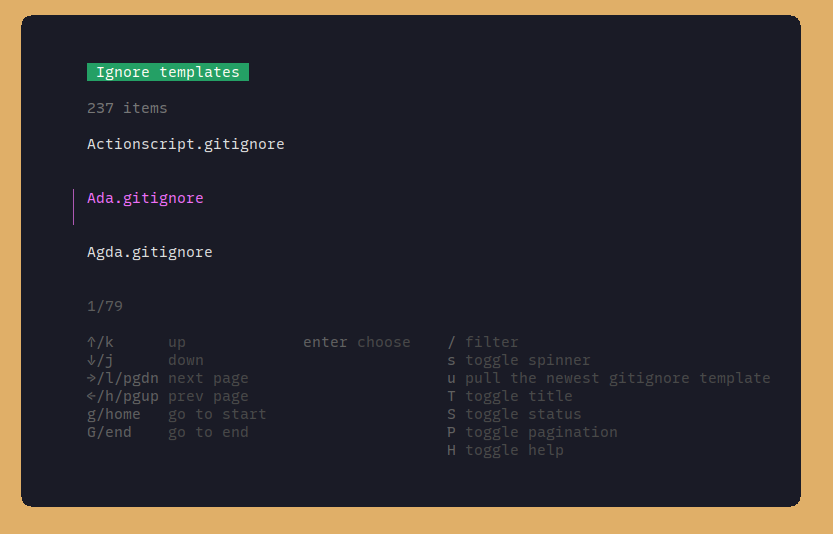 Ignore templates
237 items
Actionscript.gitignore
Ada.gitignore
Agda.gitignore
1/79
↑/k up enter choose / filter
↓/j down s toggle spinner
→/l/pgdn next page u pull the newest gitignore template
←/h/pgup prev page T toggle title
g/home go to start S toggle status
G/end go to end P toggle pagination
H toggle help